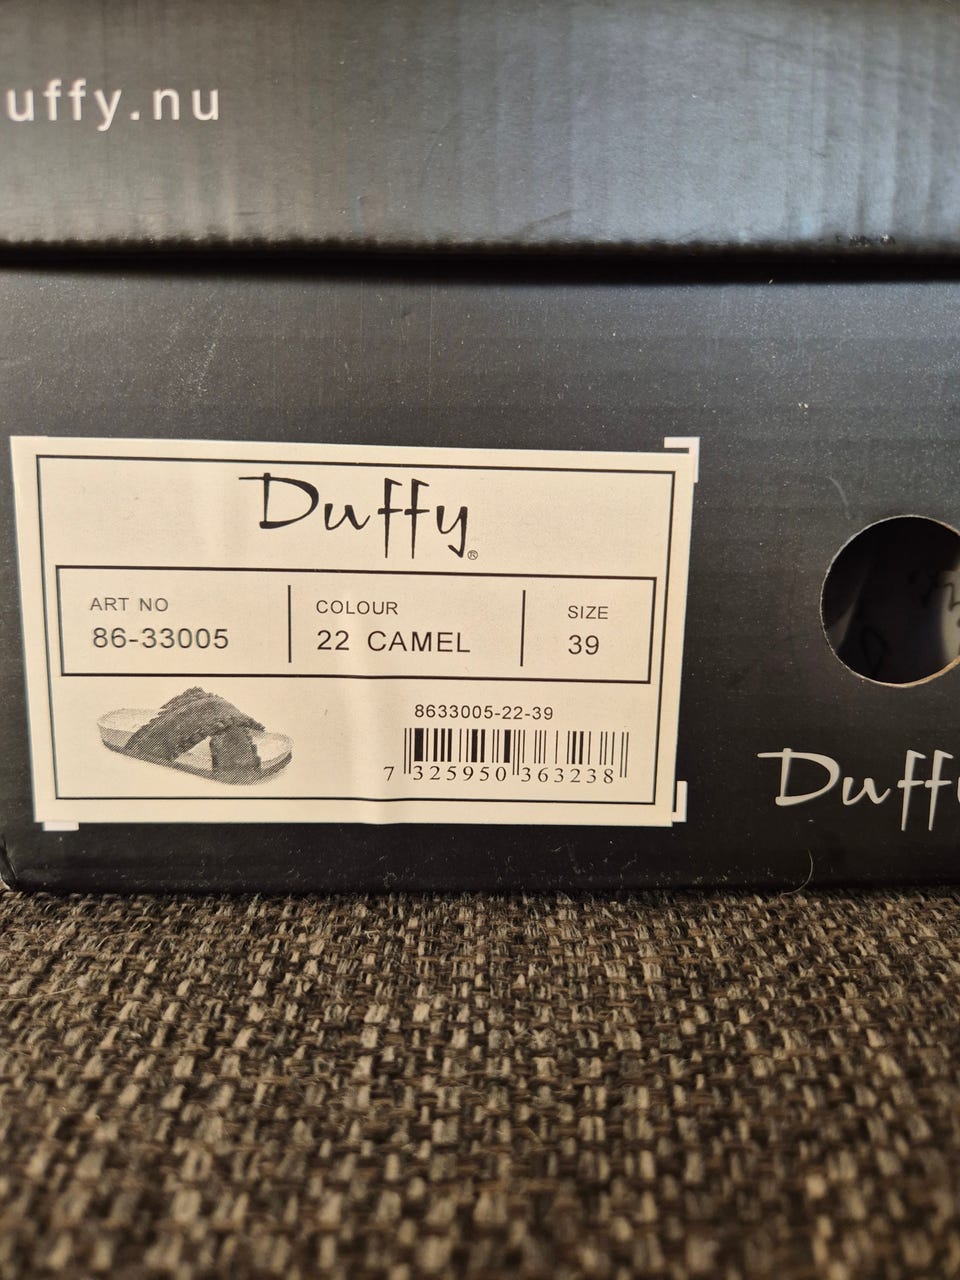 uffy.nu
Duffy®
ART NO
86-33005
COLOUR
22 CAMEL
SIZE
39
8633005-22-39
7 325950 363238
Duffy